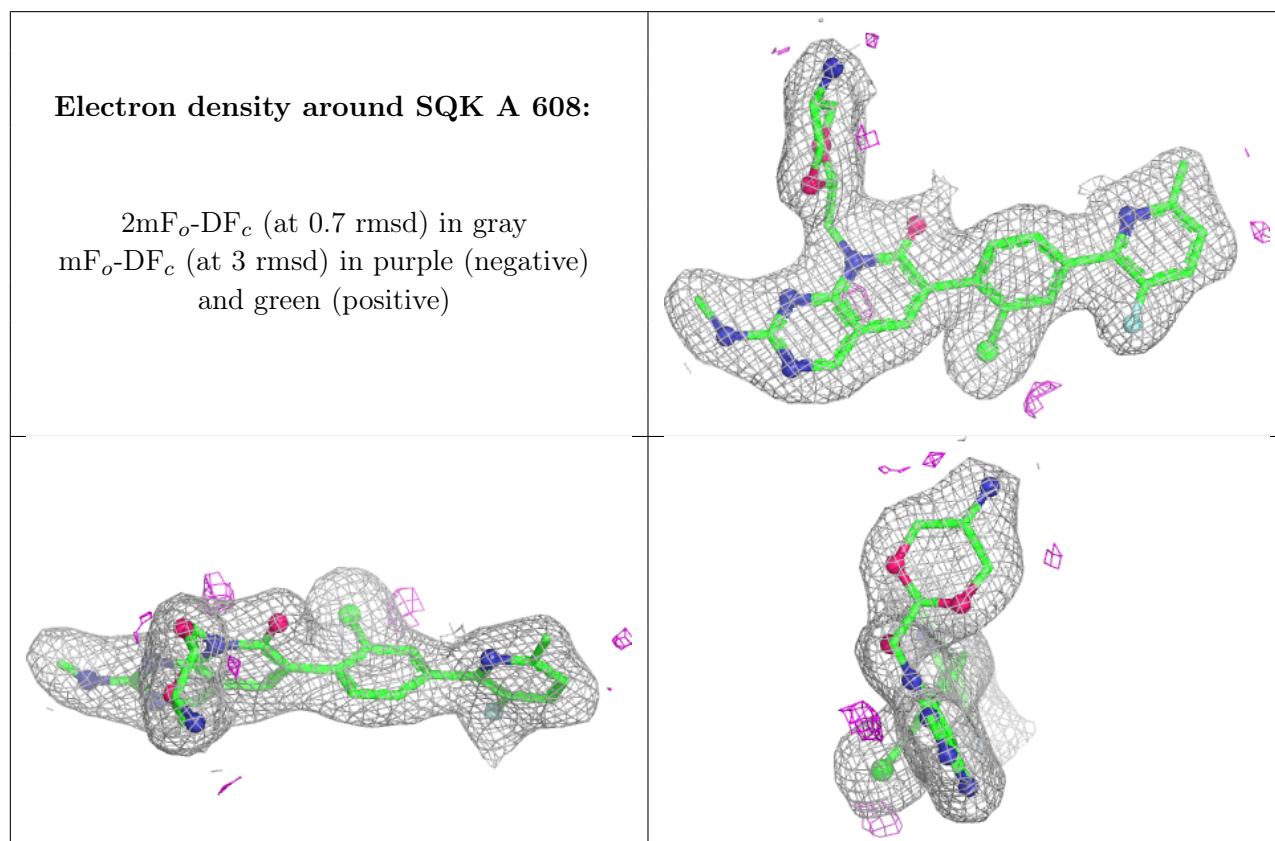 Electron density around SQK A 608:
2mFo-DFc (at 0.7 rmsd) in gray
mFo-DFc (at 3 rmsd) in purple (negative)
and green (positive)